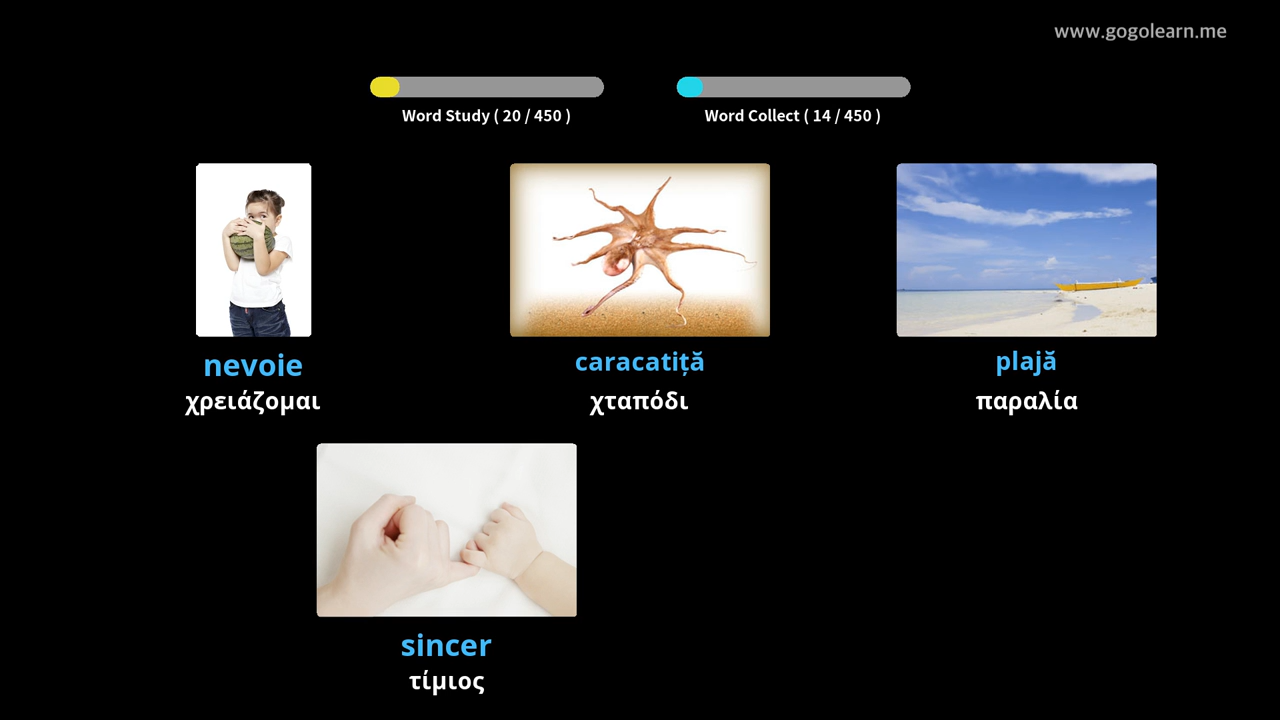 www.gogolearn.me
Word Study ( 20 / 450 )
Word Collect ( 14 / 450 )
nevoie
χρειάζομαι
caracatiță
χταπόδι
plajă
παραλία
sincer
τίμιος